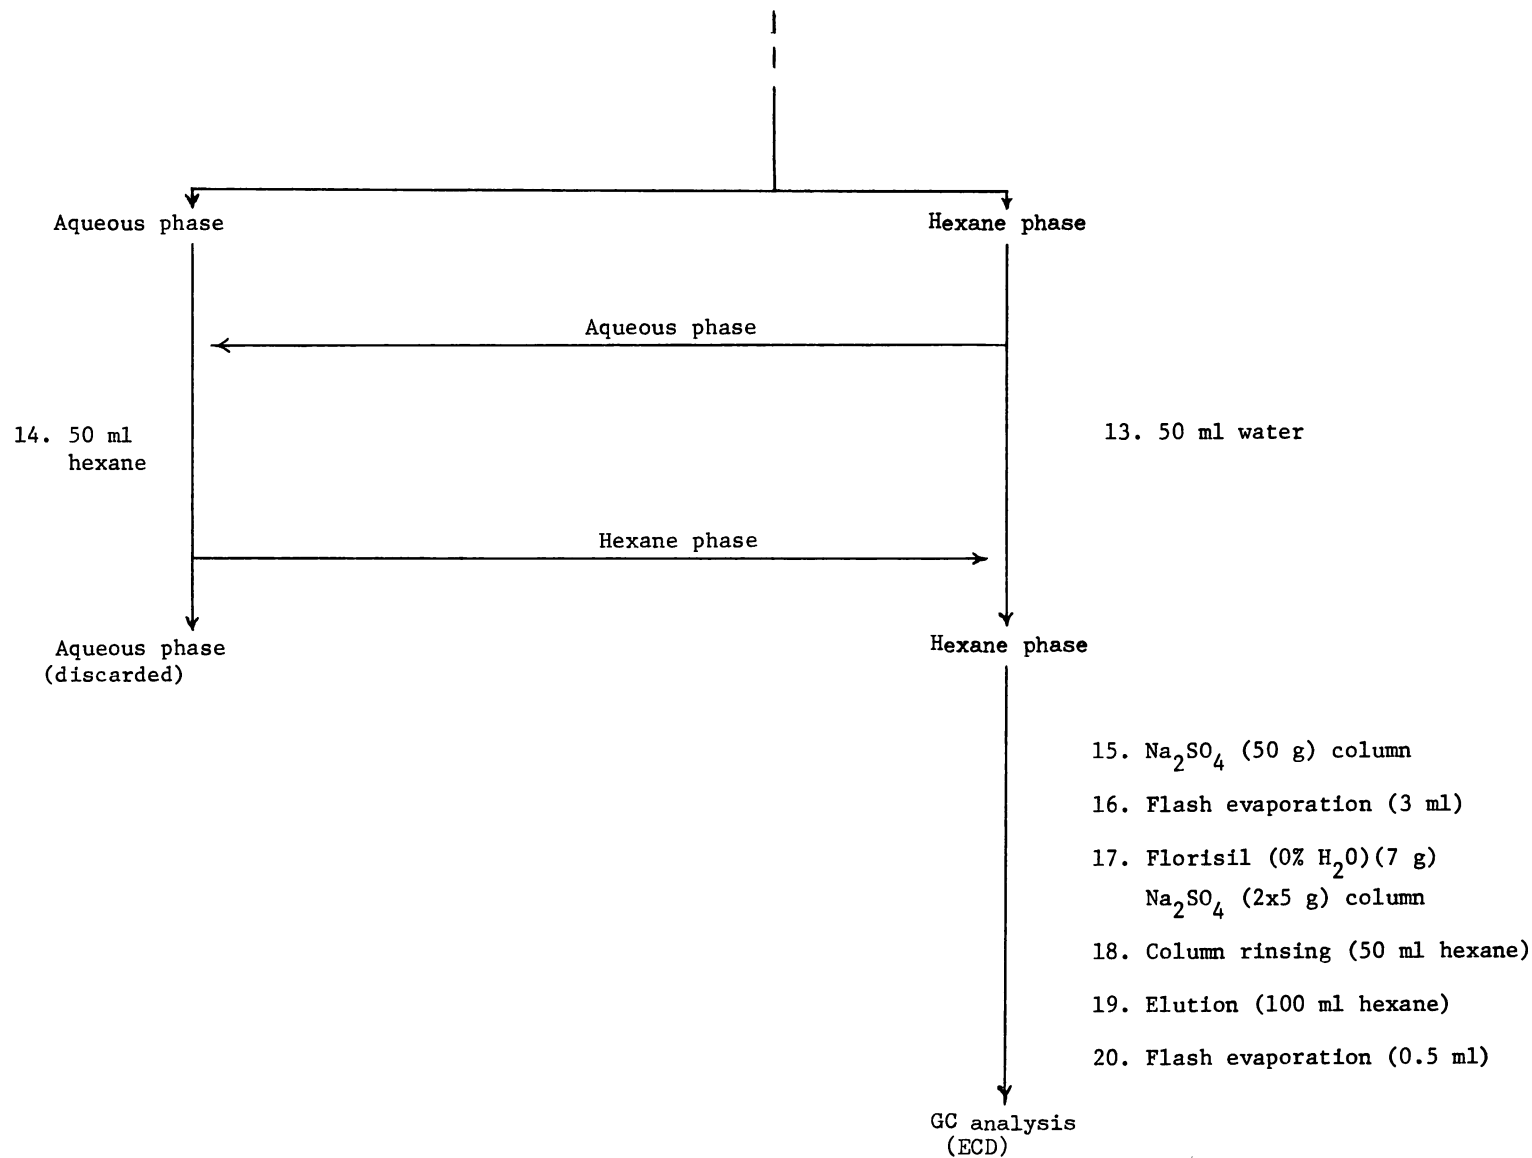 Aqueous phase
Hexane phase
Aqueous phase
14. 50 ml
hexane
13. 50 ml water
Hexane phase
Aqueous phase
(discarded)
Hexane phase
15. Na₂SO₄ (50 g) column
16. Flash evaporation (3 ml)
17. Florisil (0% H₂O)(7 g)
Na₂SO₄ (2x5 g) column
18. Column rinsing (50 ml hexane)
19. Elution (100 ml hexane)
20. Flash evaporation (0.5 ml)
GC analysis
(ECD)